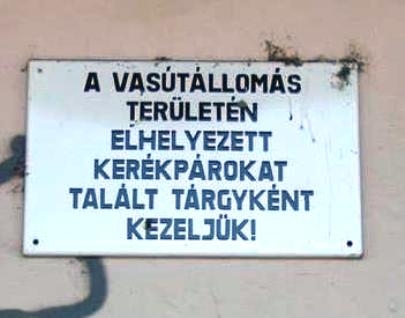 A VASÚTÁLLOMÁS
TERÜLETÉN
ELHELYEZETT
KERÉKPÁROKAT
TALÁLT TÁRGYKÉNT
KEZELJÜK!